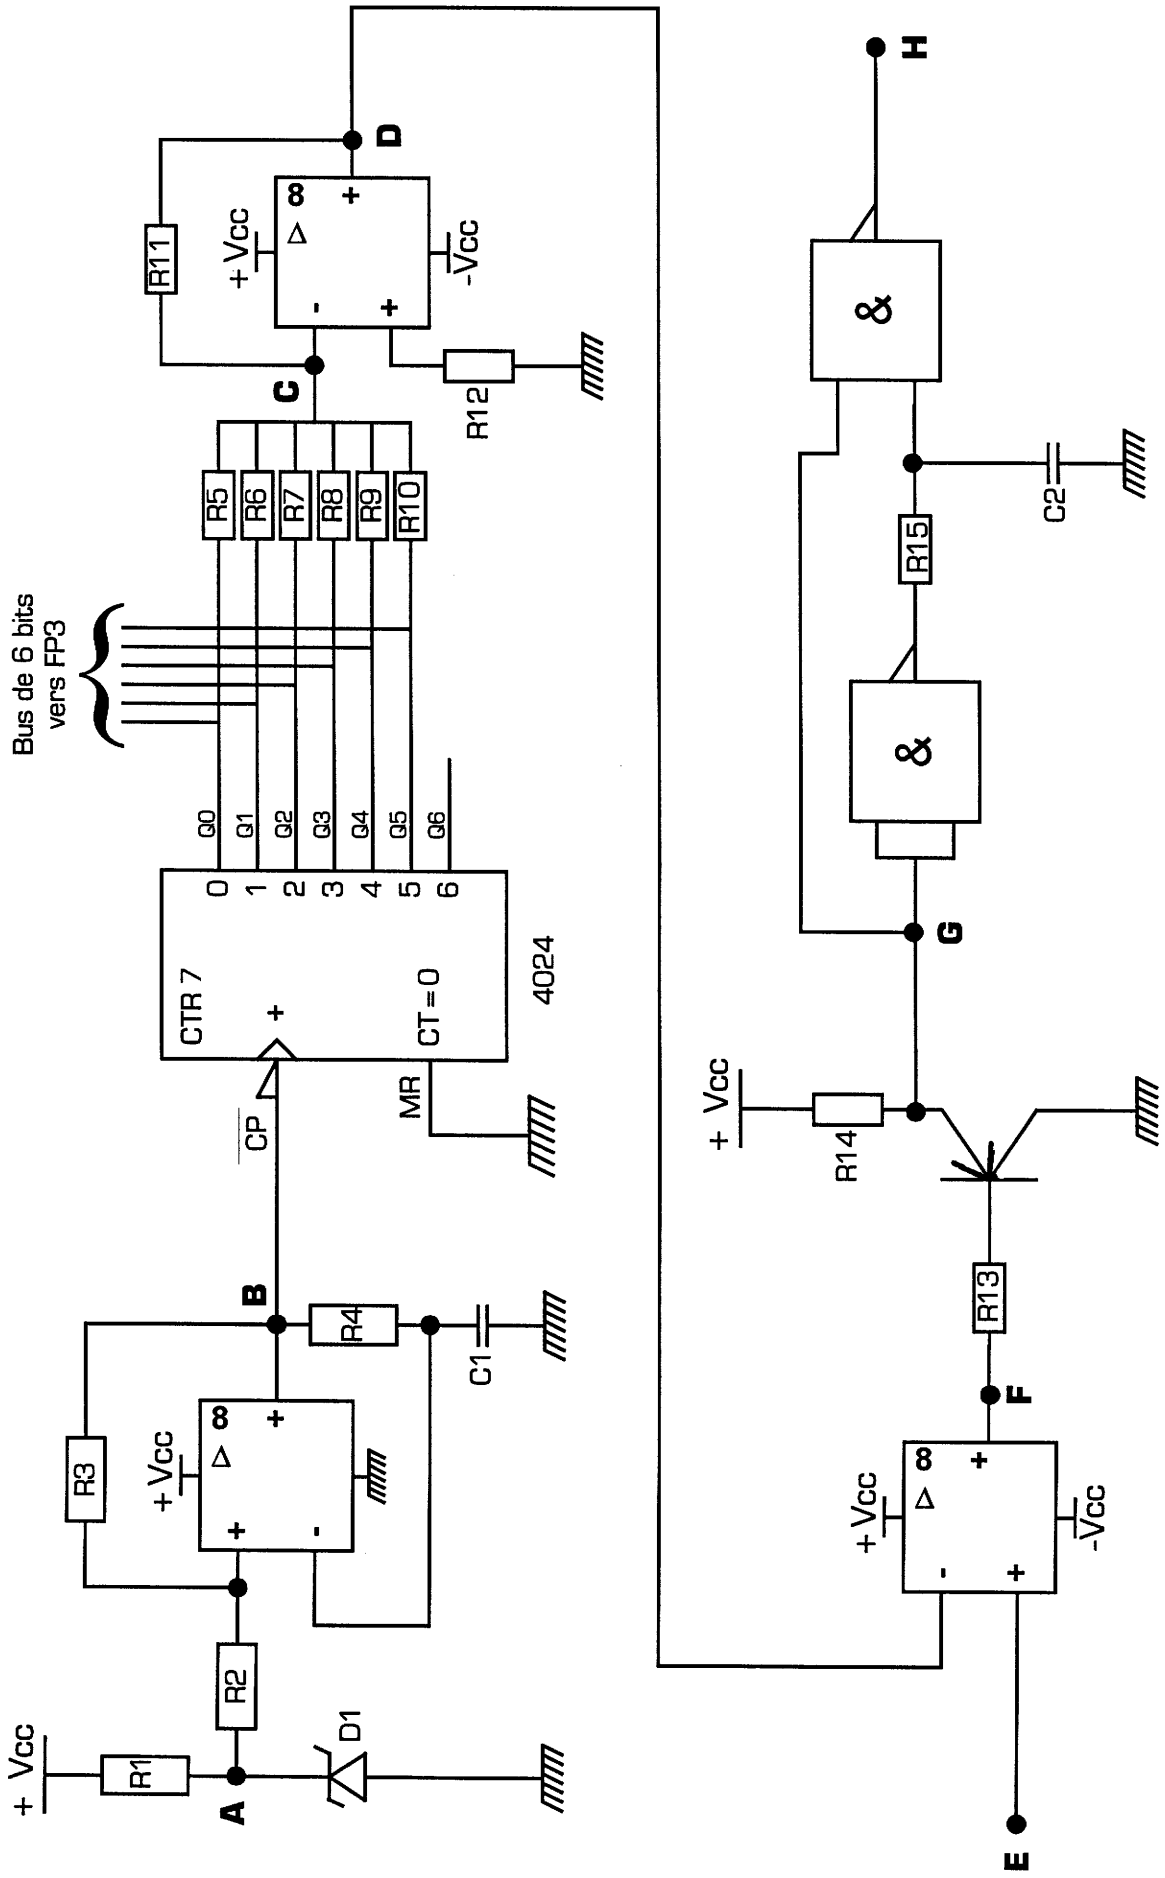 + Vcc
R1
A
D1
R2
R3
+ Vcc
+
-
8
Δ
+
B
R4
C1
CP
MR
CTR 7
+
CT = 0
4024
0
1
2
3
4
5
6
Q0
Q1
Q2
Q3
Q4
Q5
Q6
Bus de 6 bits
vers FP3
R5
R6
R7
R8
R9
R10
C
R11
R12
+ Vcc
-
+
8
Δ
+
-Vcc
D
E
+ Vcc
-
+
8
Δ
+
-Vcc
F
R13
+ Vcc
R14
G
&
R15
C2
&
H